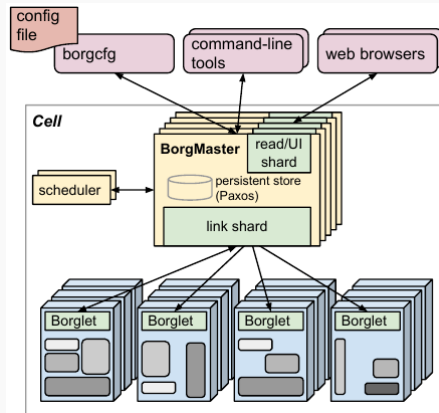 config
file
borgcfg
command-line
tools
web browsers
Cell
BorgMaster
read/UI
shard
persistent store
(Paxos)
scheduler
link shard
Borglet
Borglet
Borglet
Borglet